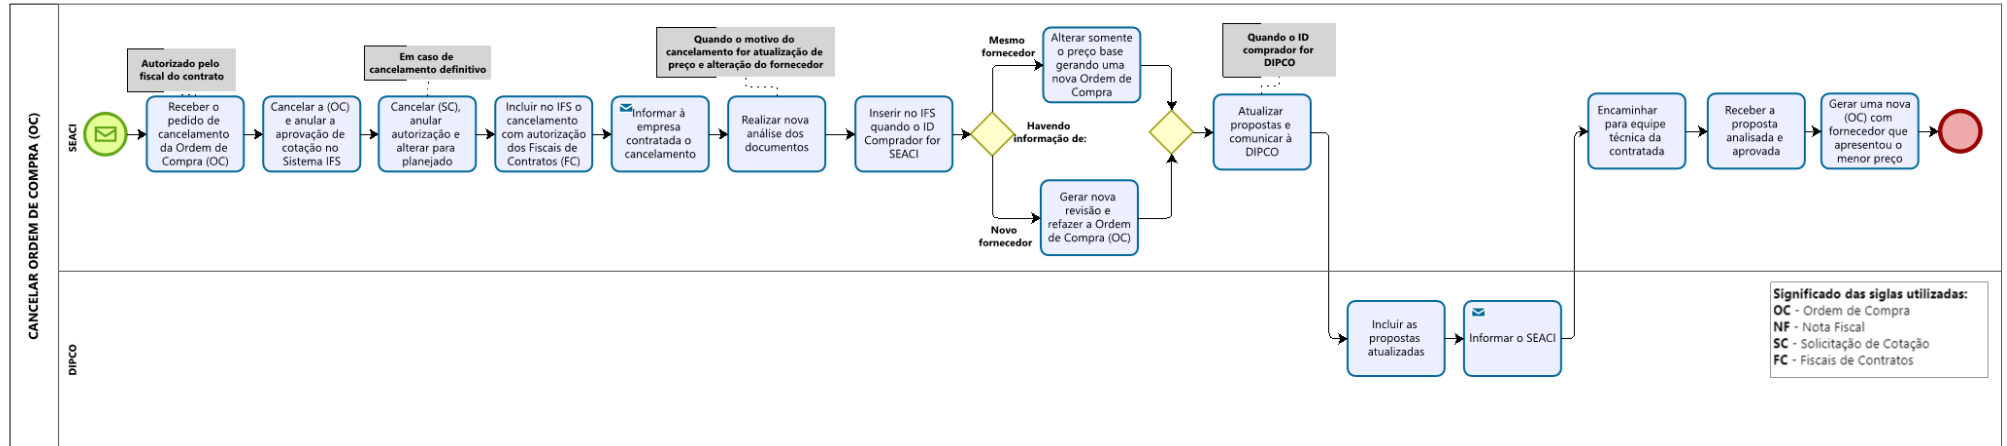 CANCELAR ORDEM DE COMPRA (OC)
SEACI
Autorizado pelo
fiscal do contrato
Receber o
pedido de
cancelamento
da Ordem de
Compra (OC)
Cancelar a (OC)
e anular a
aprovação de
cotação no
Sistema IFS
Em caso de
cancelamento definitivo
Cancelar (SC),
anular
autorização e
alterar para
planejado
Incluir no IFS o
cancelamento
com autorização
dos Fiscais de
Contratos (FC)
Informar à
empresa
contratada o
cancelamento
Quando o motivo do
cancelamento for atualização de
preço e alteração do fornecedor
Realizar nova
análise dos
documentos
Inserir no IFS
quando o ID
Comprador for
SEACI
Havendo
informação de:
Mesmo
fornecedor
Alterar somente
o preço base
gerando uma
nova Ordem de
Compra
Novo
fornecedor
Gerar nova
revisão e
refazer a Ordem
de Compra (OC)
Quando o ID
comprador for
DIPCO
Atualizar
propostas e
comunicar à
DIPCO
DIPCO
Incluir as
propostas
atualizadas
Informar o SEACI
Encaminhar
para equipe
técnica da
contratada
Receber a
proposta
analisada e
aprovada
Gerar uma nova
(OC) com
fornecedor que
apresentou o
menor preço
Significado das siglas utilizadas:
OC - Ordem de Compra
NF - Nota Fiscal
SC - Solicitação de Cotação
FC - Fiscais de Contratos